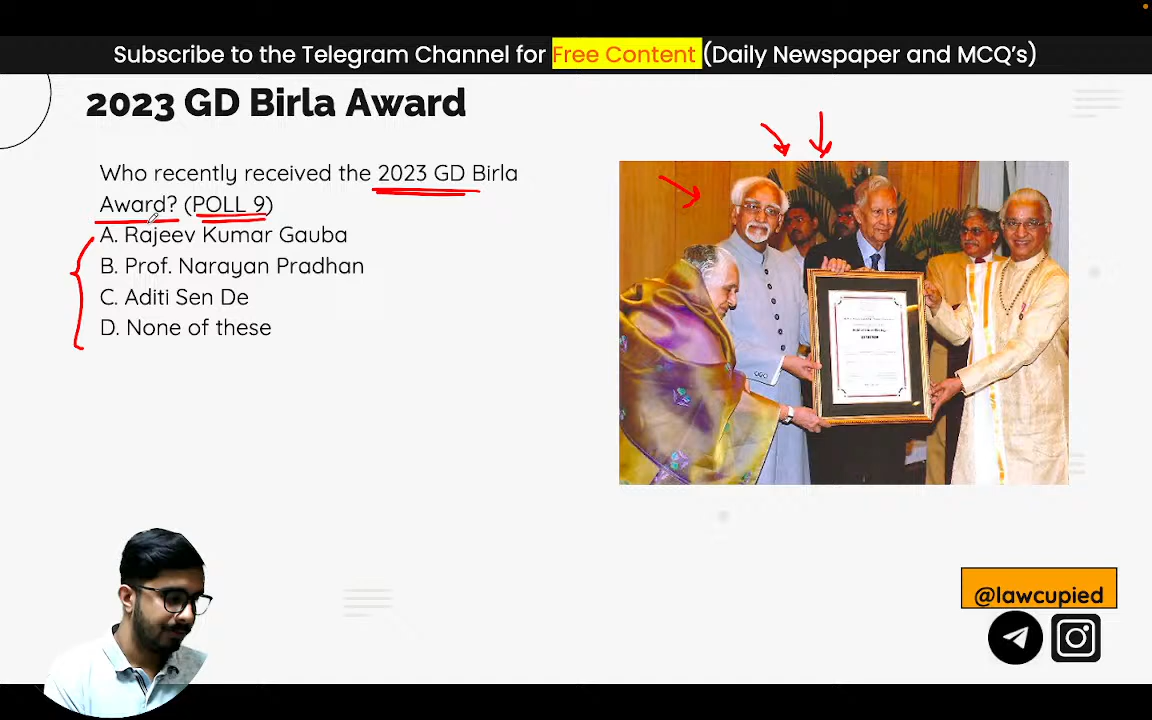 Subscribe to the Telegram Channel for Free Content (Daily Newspaper and MCQ's)
2023 GD Birla Award
Who recently received the 2023 GD Birla
Award? (POLL 9)
A. Rajeev Kumar Gauba
B. Prof. Narayan Pradhan
C. Aditi Sen De
D. None of these
@lawcupied